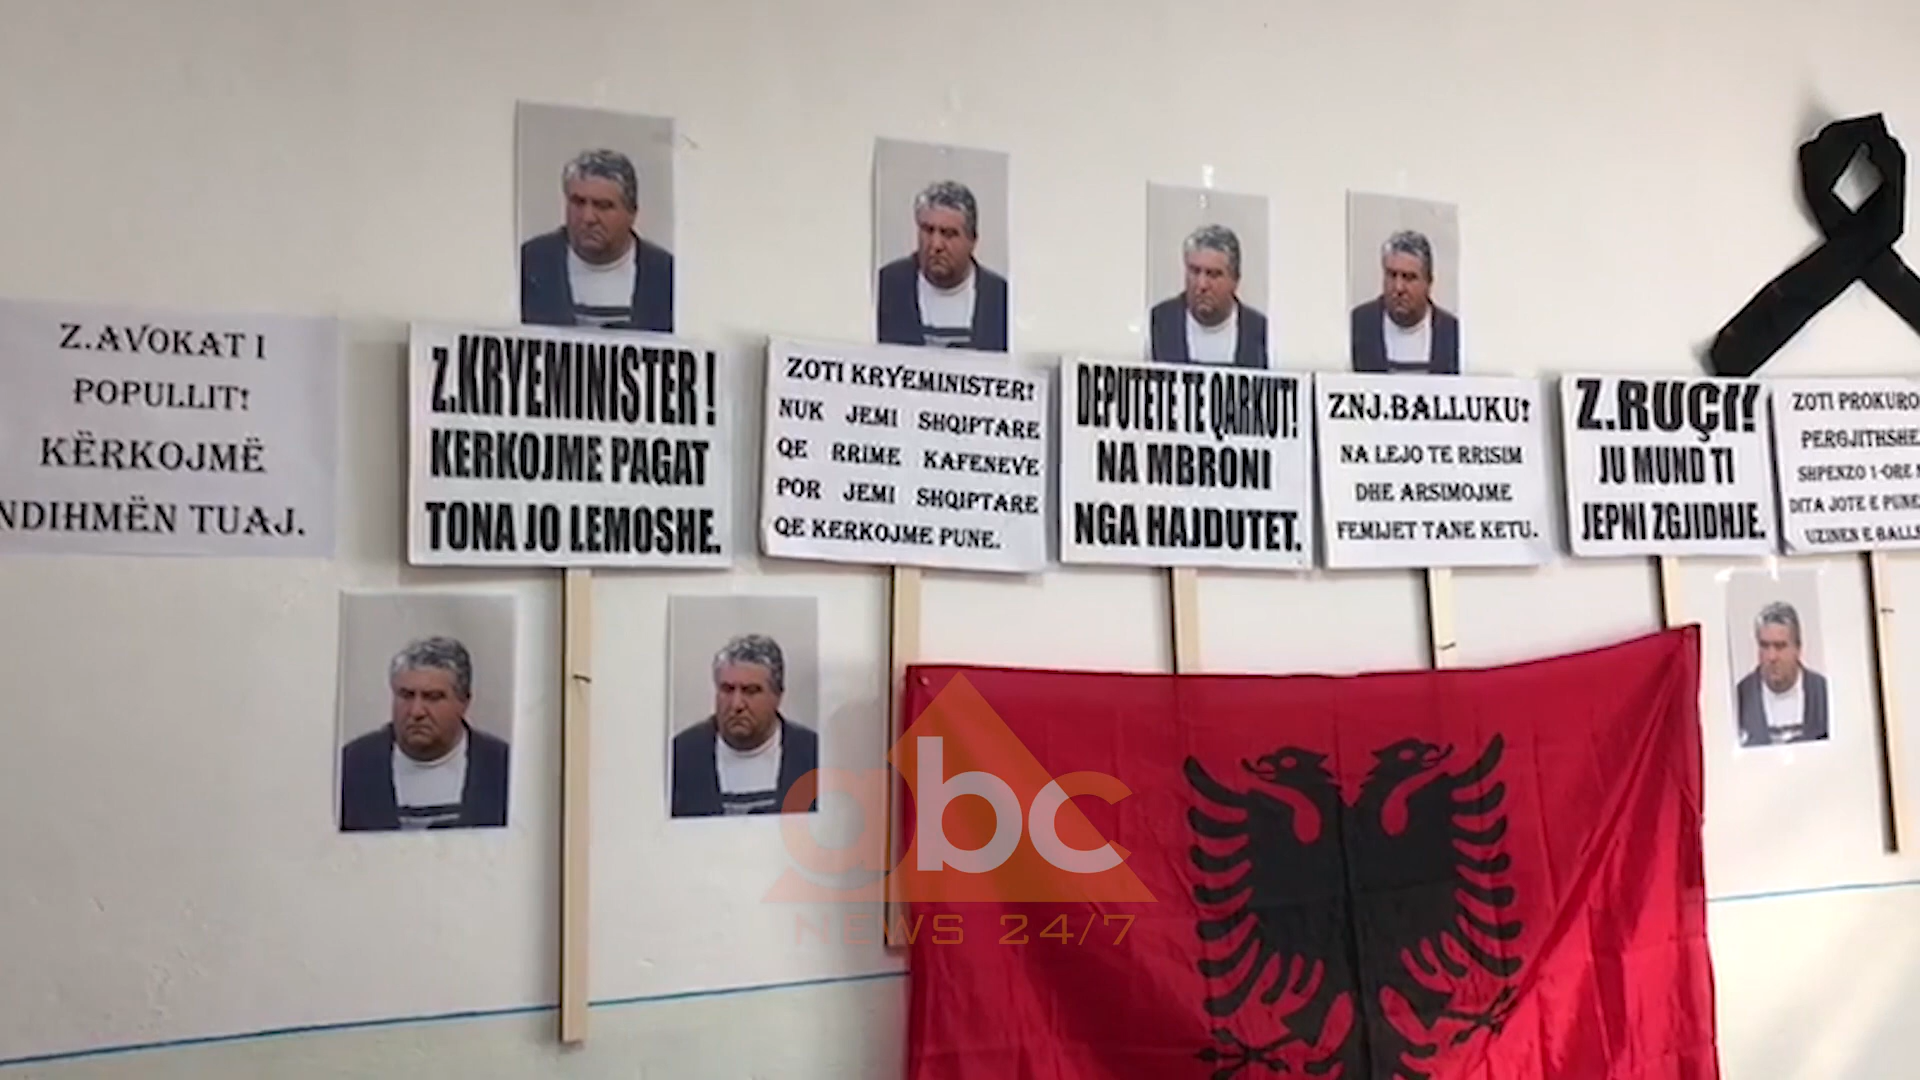 Z.AVOKAT I
POPULLIT!
KËRKOJMË
NDIHMËN TUAJ.
Z.KRYEMINISTER !
KERKOJME PAGAT
TONA JO LEMOSHE.
ZOTI KRYEMINISTER!
NUK JEMI SHQIPTARE
QE RRIME KAFENEVE
POR JEMI SHQIPTARE
QE KERKOJME PUNE.
DEPUTETE TE QARKUT!
NA MBRONI
NGA HAJDUTET.
ZNJ.BALLUKU!
NA LEJO TE RRISIM
DHE ARSIMOJME
FEMIJET TANE KETU.
Z.RUÇI!
JU MUND TI
JEPNI ZGJIDHJE.
ZOTI PROKURO
PERGJITHSHE
SHPENZO 1-ORE
DITA JOTE E PUNE
UZINEN E BALLS
abc
NEWS 24/7